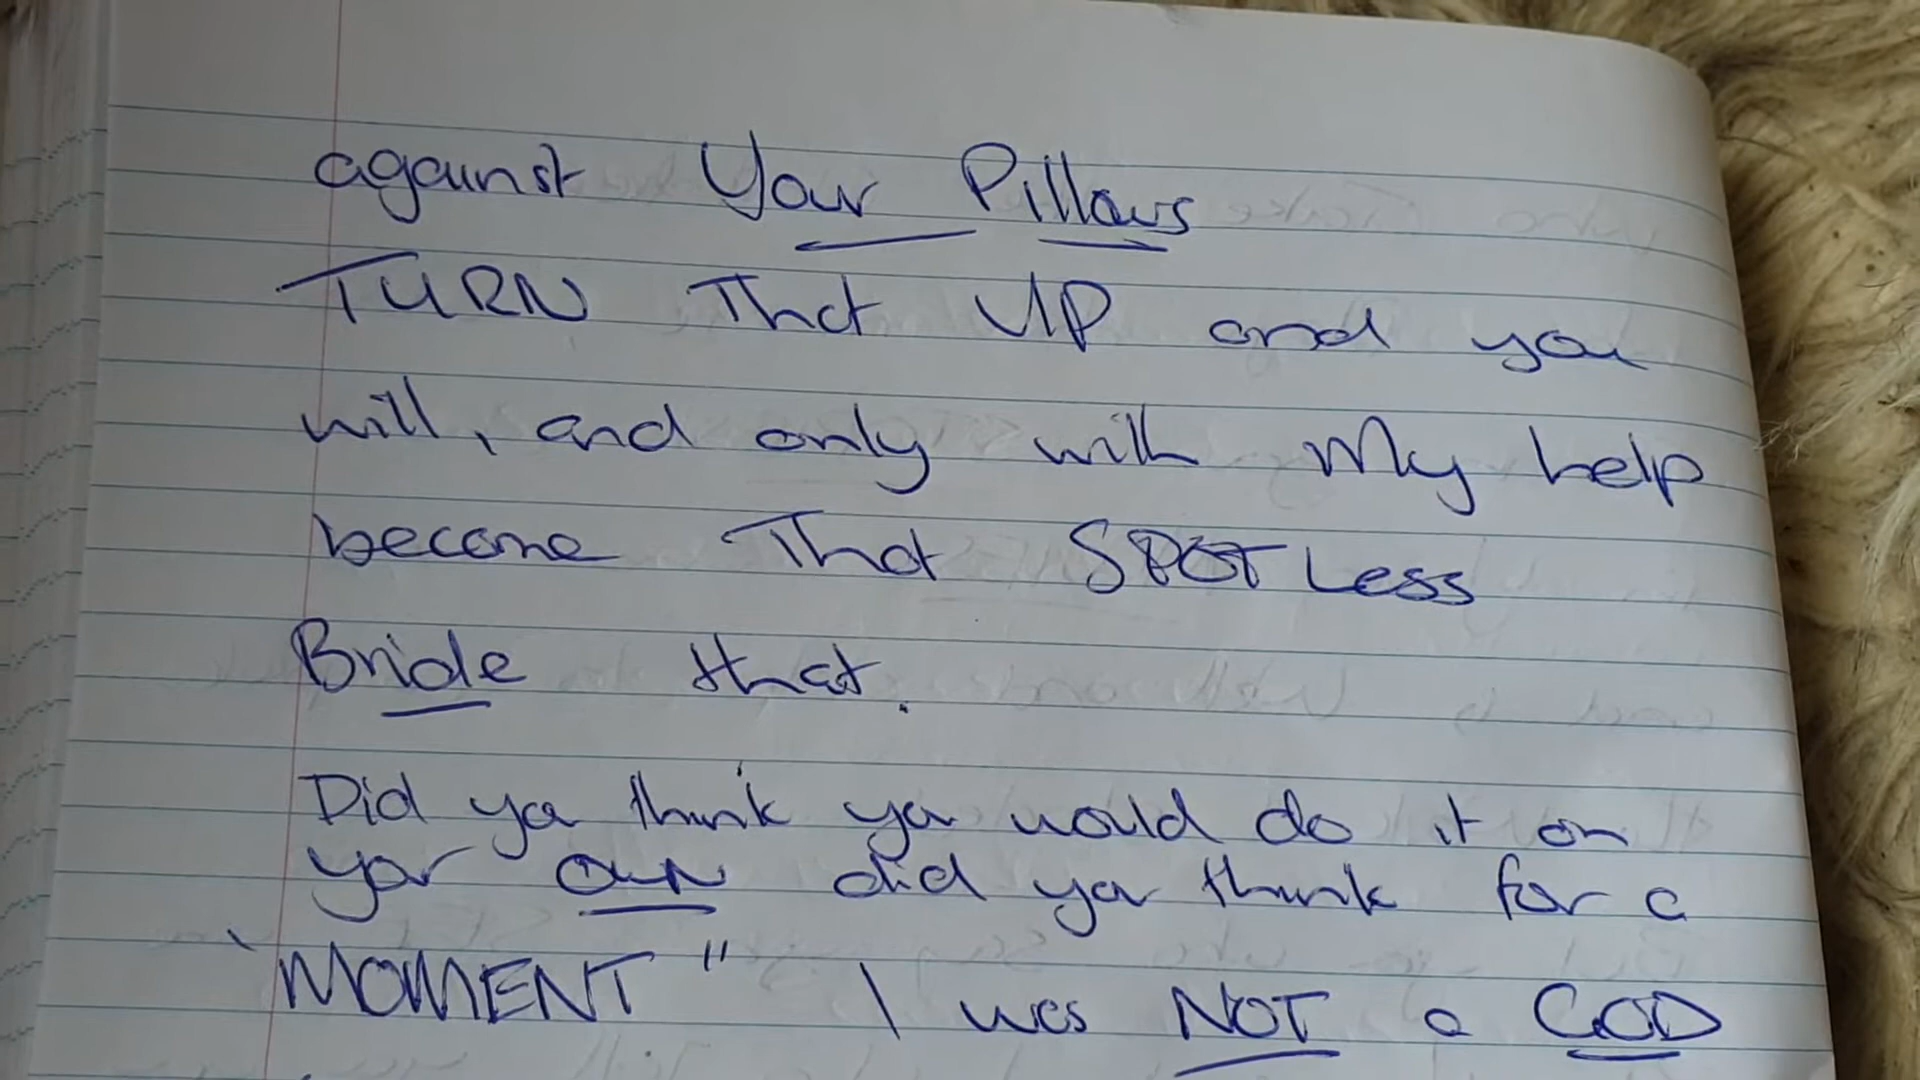 against Your Pillows
TURN That UP and you
will, and only with My help
become That SPOTLess
Bride that.
Did you think you would do it on
your OWN did you think for a
"MOMENT" I was NOT a GOD